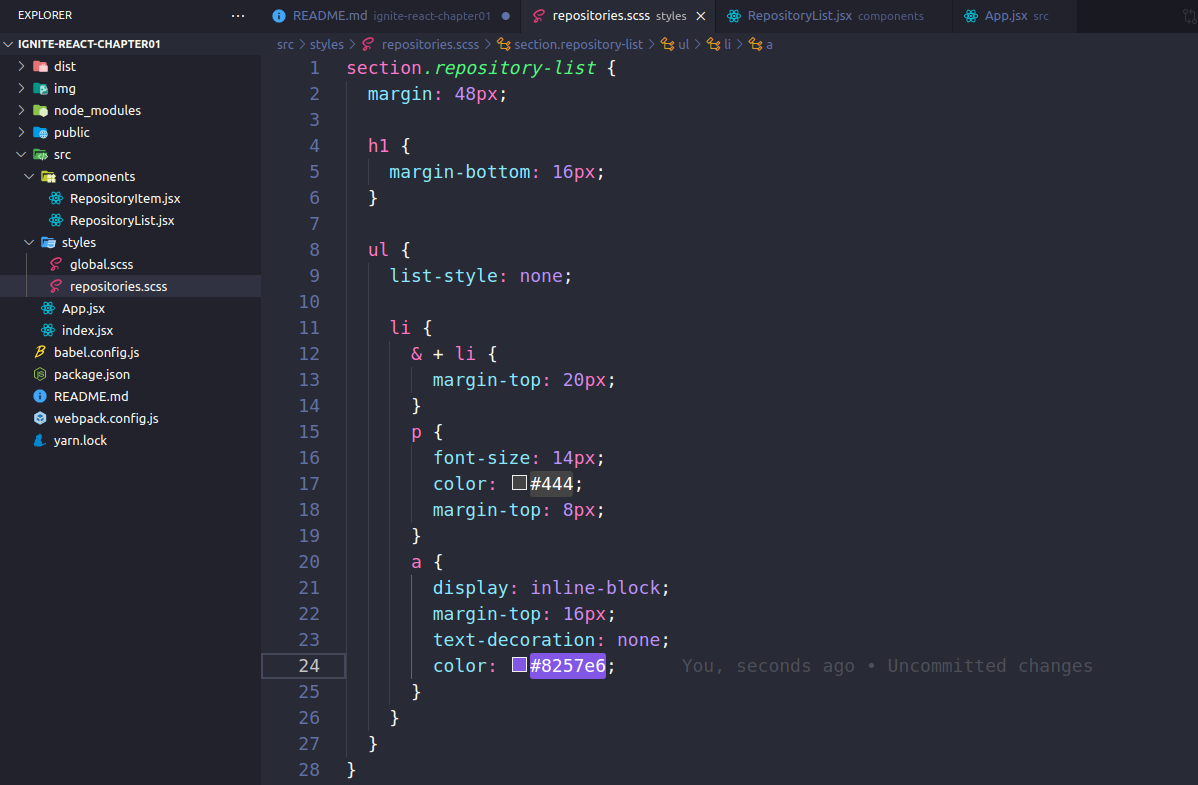 EXPLORER ···
README.md ignite-react-chapter01 ● repositories.scss styles × RepositoryList.jsx components App.jsx src
IGNITE-REACT-CHAPTER01
dist
img
node_modules
public
src
components
RepositoryItem.jsx
RepositoryList.jsx
styles
global.scss
repositories.scss
App.jsx
index.jsx
babel.config.js
package.json
README.md
webpack.config.js
yarn.lock
src > styles > repositories.scss > section.repository-list > ul > li > a
1 section.repository-list {
2   margin: 48px;
3
4   h1 {
5     margin-bottom: 16px;
6   }
7
8   ul {
9     list-style: none;
10
11     li {
12       & + li {
13         margin-top: 20px;
14       }
15       p {
16         font-size: 14px;
17         color: #444;
18         margin-top: 8px;
19       }
20       a {
21         display: inline-block;
22         margin-top: 16px;
23         text-decoration: none;
24         color: #8257e6; You, seconds ago • Uncommitted changes
25       }
26     }
27   }
28 }